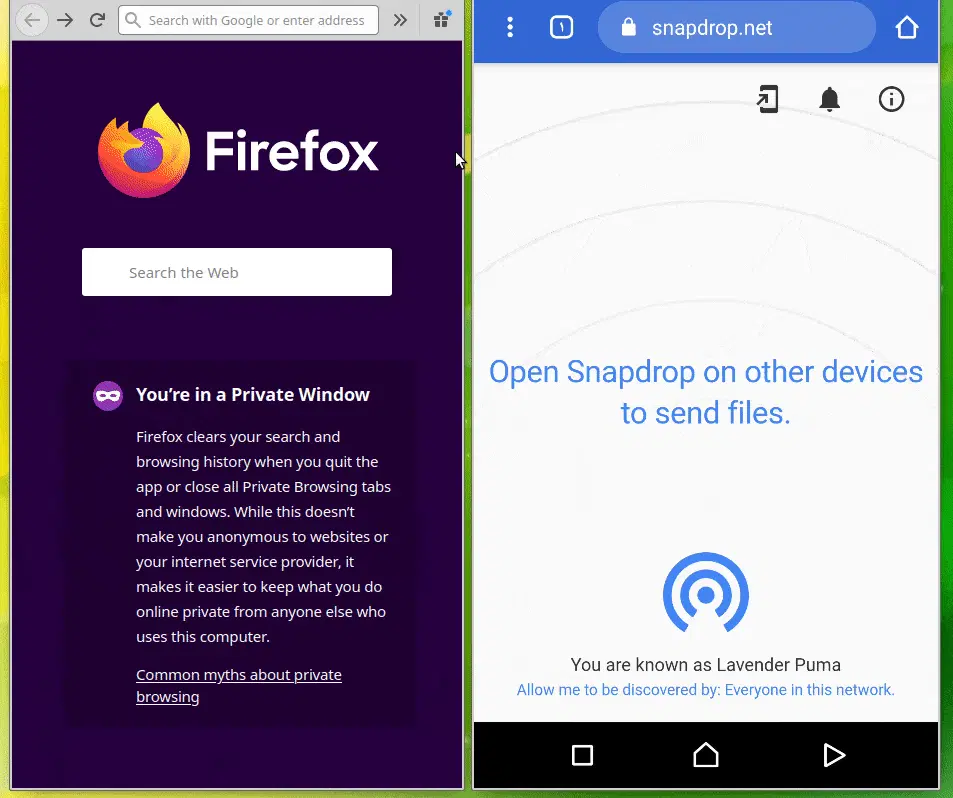 Search with Google or enter address
Firefox
Search the Web
You’re in a Private Window
Firefox clears your search and
browsing history when you quit the
app or close all Private Browsing tabs
and windows. While this doesn’t
make you anonymous to websites or
your internet service provider, it
makes it easier to keep what you do
online private from anyone else who
uses this computer.
Common myths about private
browsing
١
snapdrop.net
Open Snapdrop on other devices
to send files.
You are known as Lavender Puma
Allow me to be discovered by: Everyone in this network.